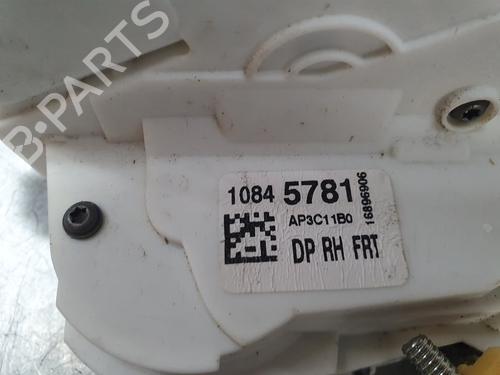 B-PARTS
1084 5781
AP3C11B0
16896906
DP RH FRT